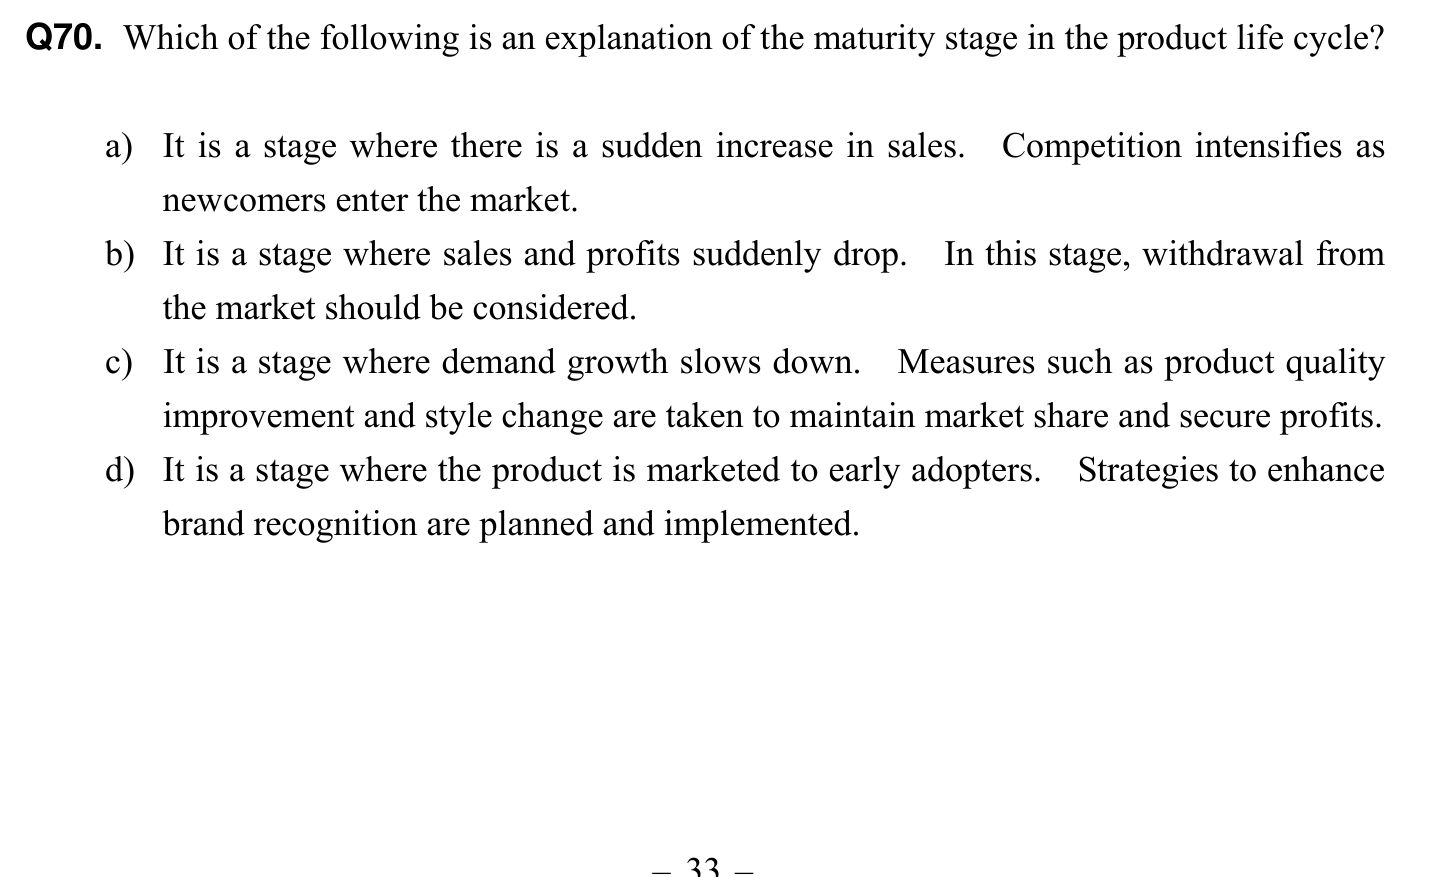 Q70. Which of the following is an explanation of the maturity stage in the product life cycle?
a) It is a stage where there is a sudden increase in sales. Competition intensifies as
newcomers enter the market.
b) It is a stage where sales and profits suddenly drop. In this stage, withdrawal from
the market should be considered.
c) It is a stage where demand growth slows down. Measures such as product quality
improvement and style change are taken to maintain market share and secure profits.
d) It is a stage where the product is marketed to early adopters. Strategies to enhance
brand recognition are planned and implemented.
– 33 –